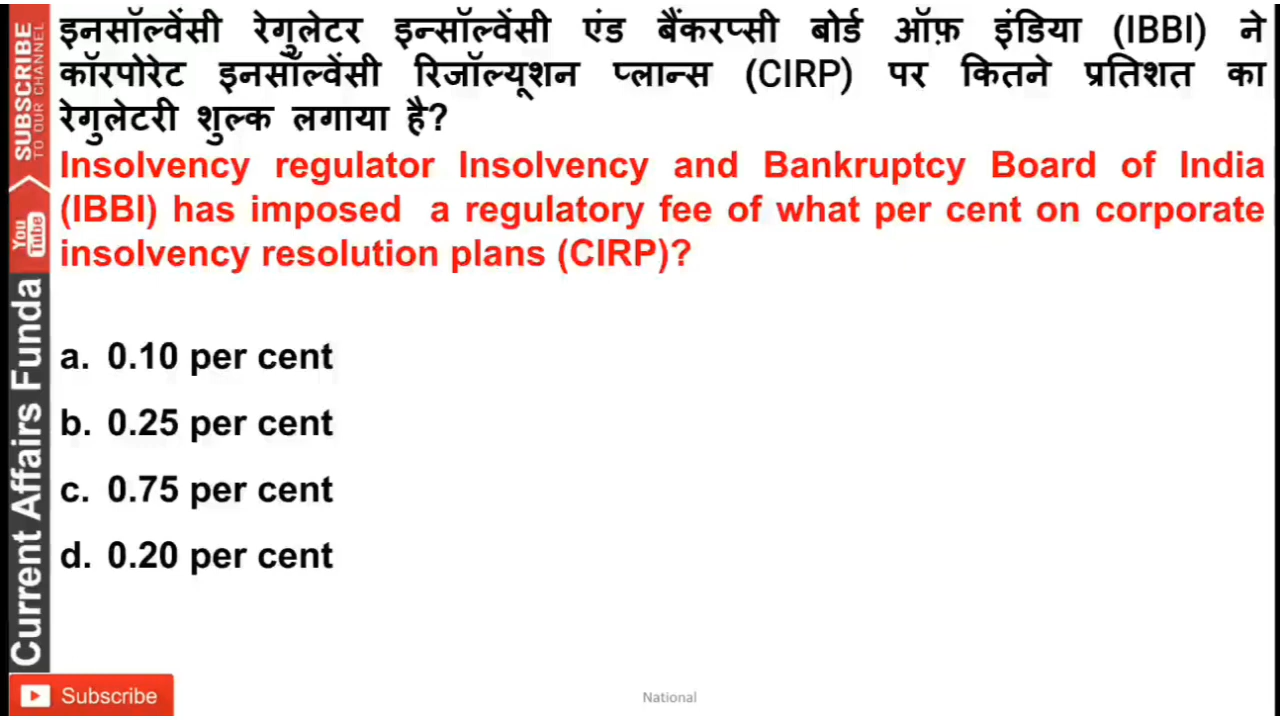 इनसॉल्वेंसी रेगुलेटर इन्सॉल्वेंसी एंड बैंकरप्सी बोर्ड ऑफ़ इंडिया (IBBI) ने
कॉरपोरेट इनसॉल्वेंसी रिजॉल्यूशन प्लान्स (CIRP) पर कितने प्रतिशत का
रेगुलेटरी शुल्क लगाया है?
Insolvency regulator Insolvency and Bankruptcy Board of India
(IBBI) has imposed a regulatory fee of what per cent on corporate
insolvency resolution plans (CIRP)?
a. 0.10 per cent
b. 0.25 per cent
c. 0.75 per cent
d. 0.20 per cent
SUBSCRIBE
TO OUR CHANNEL
You
Tube
Current Affairs Funda
Subscribe
National